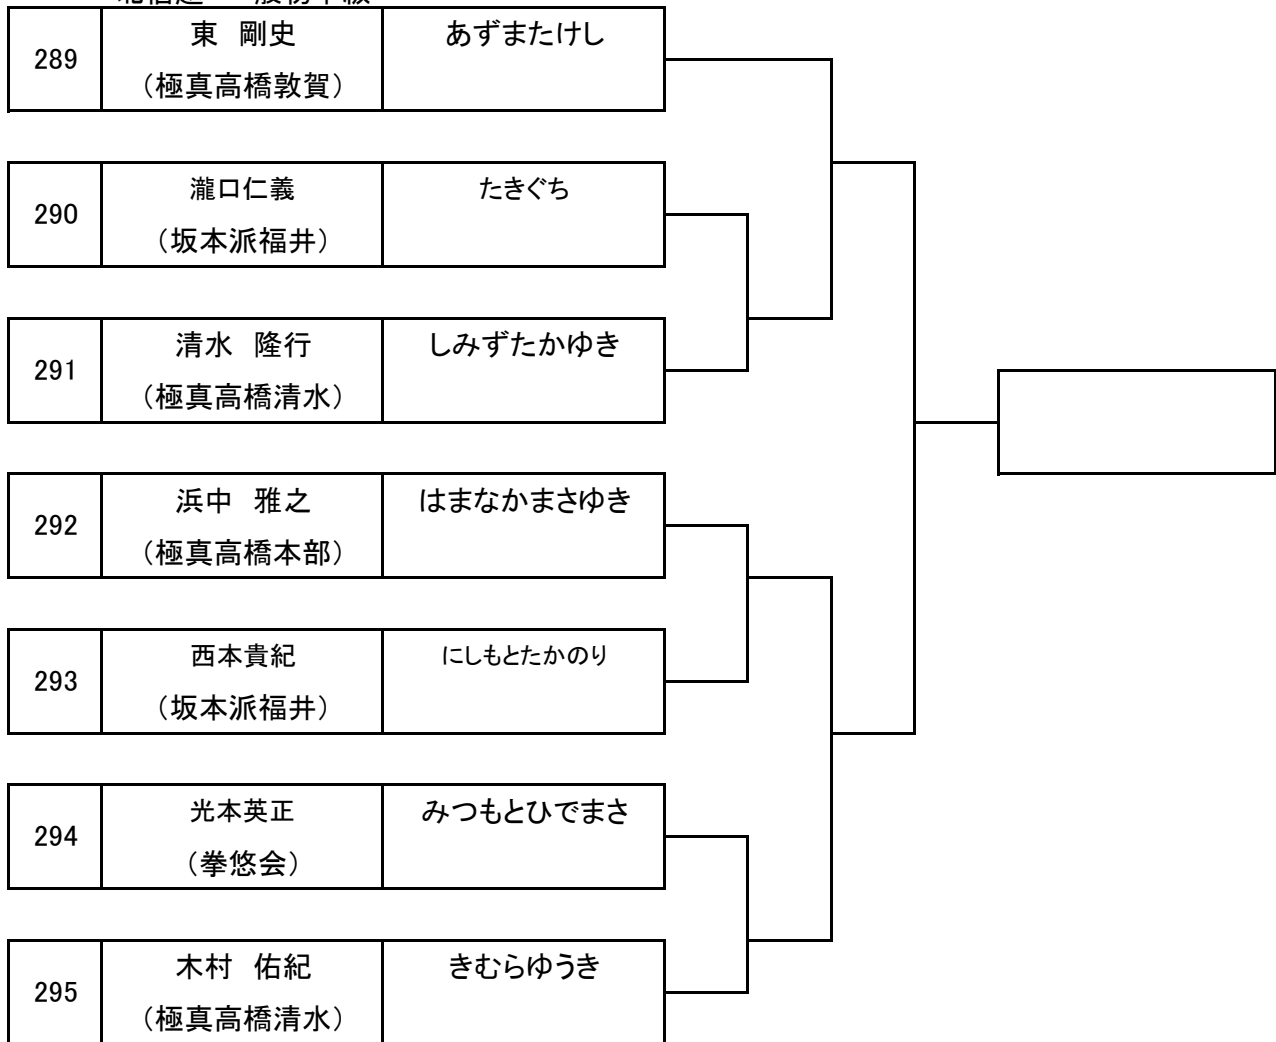 289
東 剛史
(極真高橋敦賀)
あずまたけし
290
瀧口仁義
(坂本派福井)
たきぐち
291
清水 隆行
(極真高橋清水)
しみずたかゆき
292
浜中 雅之
(極真高橋本部)
はまなかまさゆき
293
西本貴紀
(坂本派福井)
にしもとたかのり
294
光本英正
(拳悠会)
みつもとひでまさ
295
木村 佑紀
(極真高橋清水)
きむらゆうき